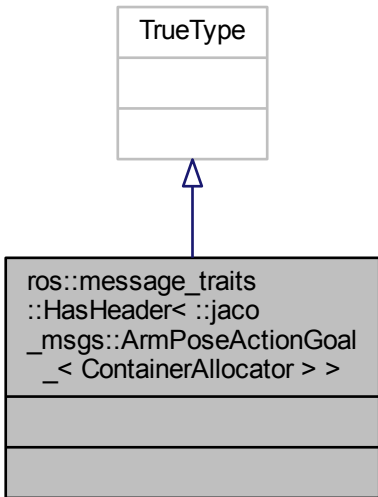 TrueType
ros::message_traits
::HasHeader< ::jaco
_msgs::ArmPoseActionGoal
_< ContainerAllocator > >